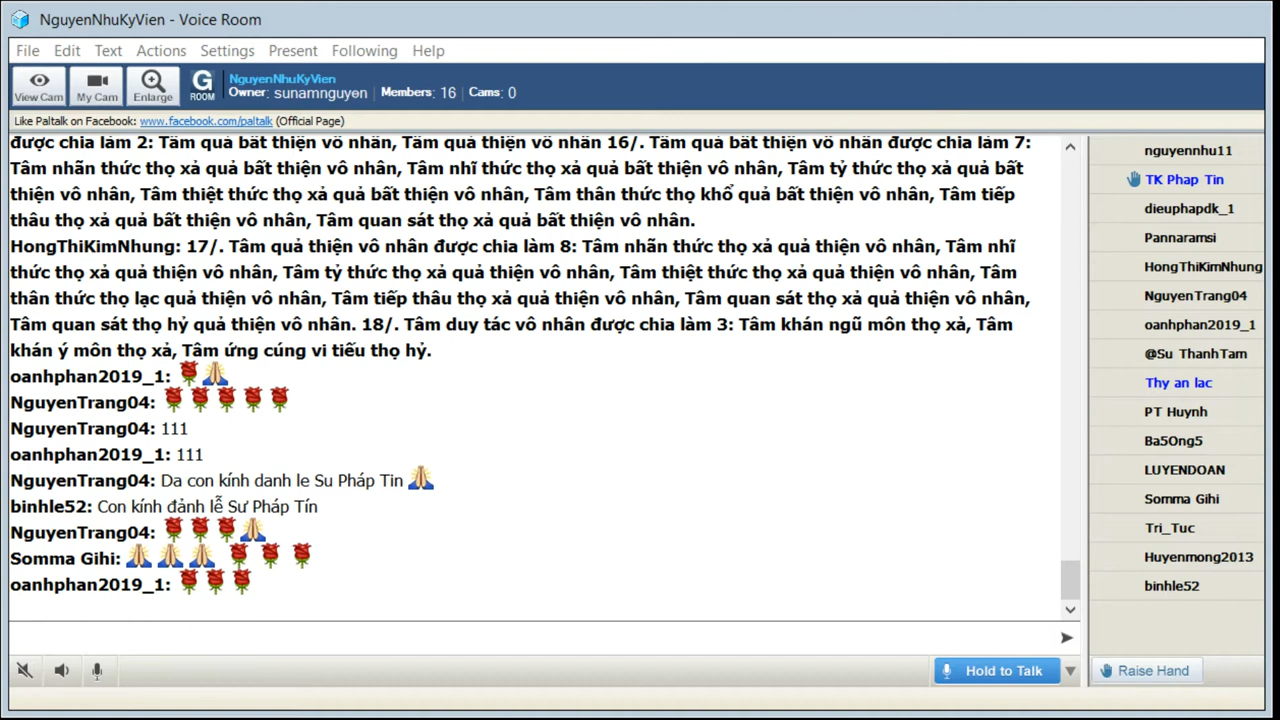 NguyenNhuKyVien - Voice Room
File Edit Text Actions Settings Present Following Help
View Cam My Cam Enlarge G ROOM NguyenNhuKyVien
Owner: sunamnguyen | Members: 16 | Cams: 0
Like Paltalk on Facebook: www.facebook.com/paltalk (Official Page)
được chia làm 2: Tâm quả bất thiện vô nhân, Tâm quả thiện vô nhân 16/. Tâm quả bất thiện vô nhân được chia làm 7:
Tâm nhãn thức thọ xả quả bất thiện vô nhân, Tâm nhĩ thức thọ xả quả bất thiện vô nhân, Tâm tỷ thức thọ xả quả bất
thiện vô nhân, Tâm thiệt thức thọ xả quả bất thiện vô nhân, Tâm thân thức thọ khổ quả bất thiện vô nhân, Tâm tiếp
thâu thọ xả quả bất thiện vô nhân, Tâm quan sát thọ xả quả bất thiện vô nhân.
HongThiKimNhung: 17/. Tâm quả thiện vô nhân được chia làm 8: Tâm nhãn thức thọ xả quả thiện vô nhân, Tâm nhĩ
thức thọ xả quả thiện vô nhân, Tâm tỷ thức thọ xả quả thiện vô nhân, Tâm thiệt thức thọ xả quả thiện vô nhân, Tâm
thân thức thọ lạc quả thiện vô nhân, Tâm tiếp thâu thọ xả quả thiện vô nhân, Tâm quan sát thọ xả quả thiện vô nhân,
Tâm quan sát thọ hỷ quả thiện vô nhân. 18/. Tâm duy tác vô nhân được chia làm 3: Tâm khán ngũ môn thọ xả, Tâm
khán ý môn thọ xả, Tâm ứng cúng vi tiếu thọ hỷ.
oanhphan2019_1:
NguyenTrang04:
NguyenTrang04: 111
oanhphan2019_1: 111
NguyenTrang04: Da con kính danh le Su Pháp Tin
binhle52: Con kính đảnh lễ Sư Pháp Tín
NguyenTrang04:
Somma Gihi:
oanhphan2019_1:
nguyennhu11
TK Phap Tin
dieuphapdk_1
Pannaramsi
HongThiKimNhung
NguyenTrang04
oanhphan2019_1
@Su ThanhTam
Thy an lac
PT Huynh
Ba5Ong5
LUYENDOAN
Somma Gihi
Tri_Tuc
Huyenmong2013
binhle52
Hold to Talk
Raise Hand